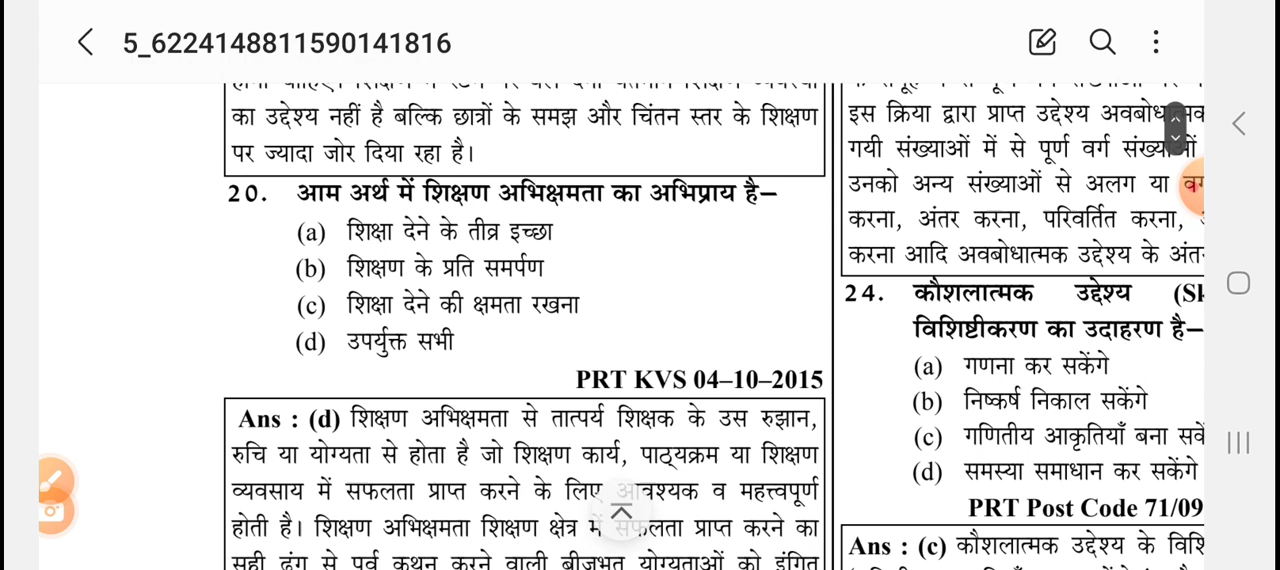 5_6224148811590141816
का उद्देश्य नहीं है बल्कि छात्रों के समझ और चिंतन स्तर के शिक्षण
पर ज्यादा जोर दिया रहा है।
20. आम अर्थ में शिक्षण अभिक्षमता का अभिप्राय है–
(a) शिक्षा देने के तीव्र इच्छा
(b) शिक्षण के प्रति समर्पण
(c) शिक्षा देने की क्षमता रखना
(d) उपर्युक्त सभी
PRT KVS 04–10–2015
Ans : (d) शिक्षण अभिक्षमता से तात्पर्य शिक्षक के उस रुझान,
रुचि या योग्यता से होता है जो शिक्षण कार्य, पाठ्यक्रम या शिक्षण
व्यवसाय में सफलता प्राप्त करने के लिए आवश्यक व महत्त्वपूर्ण
होती है। शिक्षण अभिक्षमता शिक्षण क्षेत्र में सफलता प्राप्त करने का
सही ढंग से पूर्व कथन करने वाली बीजभूत योग्यताओं को इंगित
इस क्रिया द्वारा प्राप्त उद्देश्य
गयी संख्याओं में से पूर्ण वर्ग
उनको अन्य संख्याओं से अलग या
करना, अंतर करना, परिवर्तित करना,
करना आदि अवबोधात्मक उद्देश्य के
24. कौशलात्मक उद्देश्य
विशिष्टीकरण का उदाहरण है–
(a) गणना कर सकेंगे
(b) निष्कर्ष निकाल सकेंगे
(c) गणितीय आकृतियाँ बना
(d) समस्या समाधान कर सकेंगे
PRT Post Code 71/09
Ans : (c) कौशलात्मक उद्देश्य के